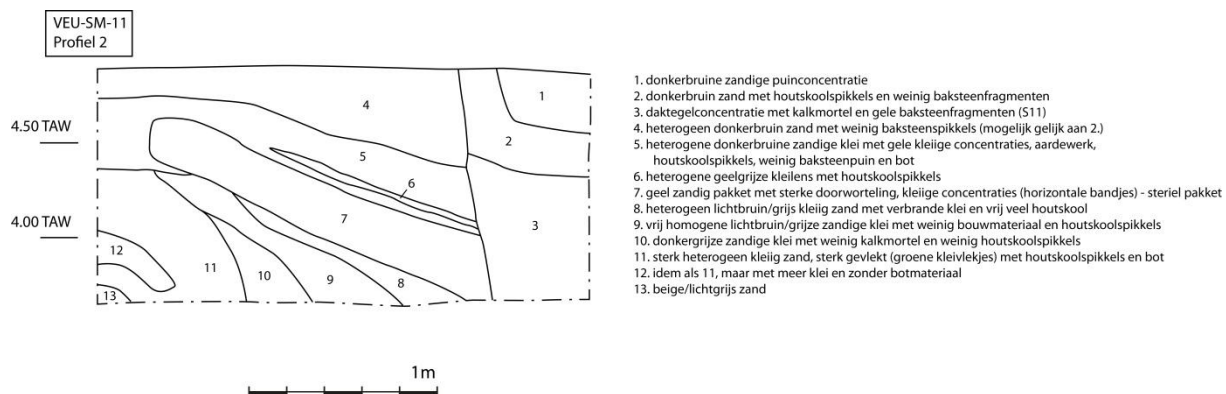 VEU-SM-11
Profiel 2
4.50 TAW
4.00 TAW
1
2
3
4
5
6
7
8
9
10
11
12
13
1. donkerbruine zandige puinconcentratie
2. donkerbruin zand met houtskoolspikkels en weinig baksteenfragmenten
3. daktegelconcentratie met kalkmortel en gele baksteenfragmenten (S11)
4. heterogeen donkerbruin zand met weinig baksteenspikkels (mogelijk gelijk aan 2.)
5. heterogene donkerbruine zandige klei met gele kleiige concentraties, aardewerk,
houtskoolspikkels, weinig baksteenpuin en bot
6. heterogene geelgrijze kleilens met houtskoolspikkels
7. geel zandig pakket met sterke doorworteling, kleiige concentraties (horizontale bandjes) - steriel pakket
8. heterogeen lichtbruin/grijs kleiig zand met verbrande klei en vrij veel houtskool
9. vrij homogene lichtbruin/grijze zandige klei met weinig bouwmateriaal en houtskoolspikkels
10. donkergrijze zandige klei met weinig kalkmortel en weinig houtskoolspikkels
11. sterk heterogeen kleiig zand, sterk gevlekt (groene kleivlekjes) met houtskoolspikkels en bot
12. idem als 11, maar met meer klei en zonder botmateriaal
13. beige/lichtgrijs zand
1m